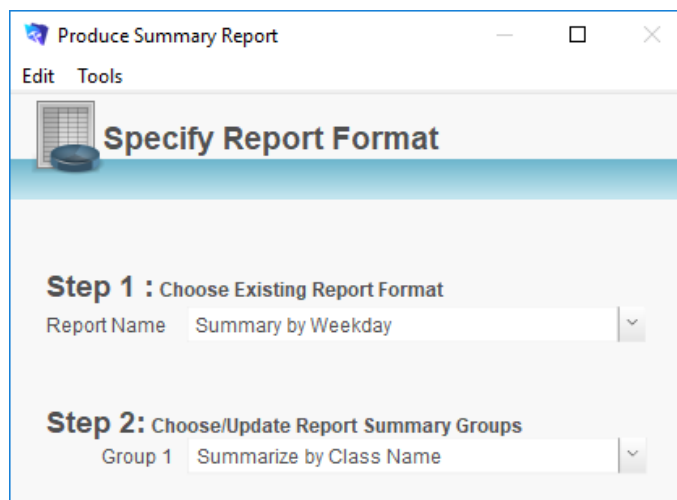 Produce Summary Report
Edit Tools
Specify Report Format
Step 1 : Choose Existing Report Format
Report Name Summary by Weekday
Step 2: Choose/Update Report Summary Groups
Group 1 Summarize by Class Name